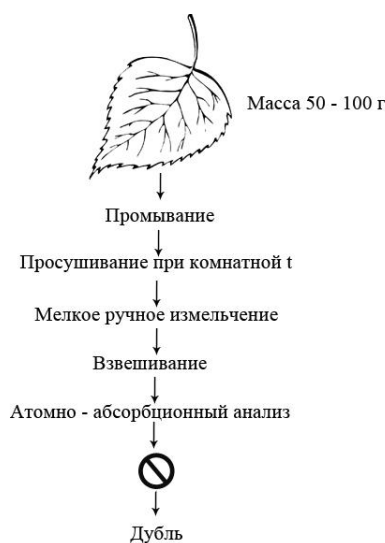 Масса 50 - 100 г
Промывание
Просушивание при комнатной t
Мелкое ручное измельчение
Взвешивание
Атомно - абсорбционный анализ
Дубль